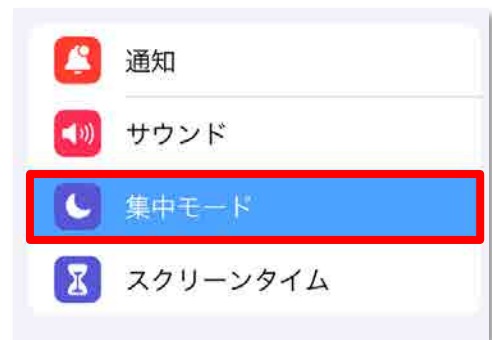 通知
サウンド
集中モード
スクリーンタイム